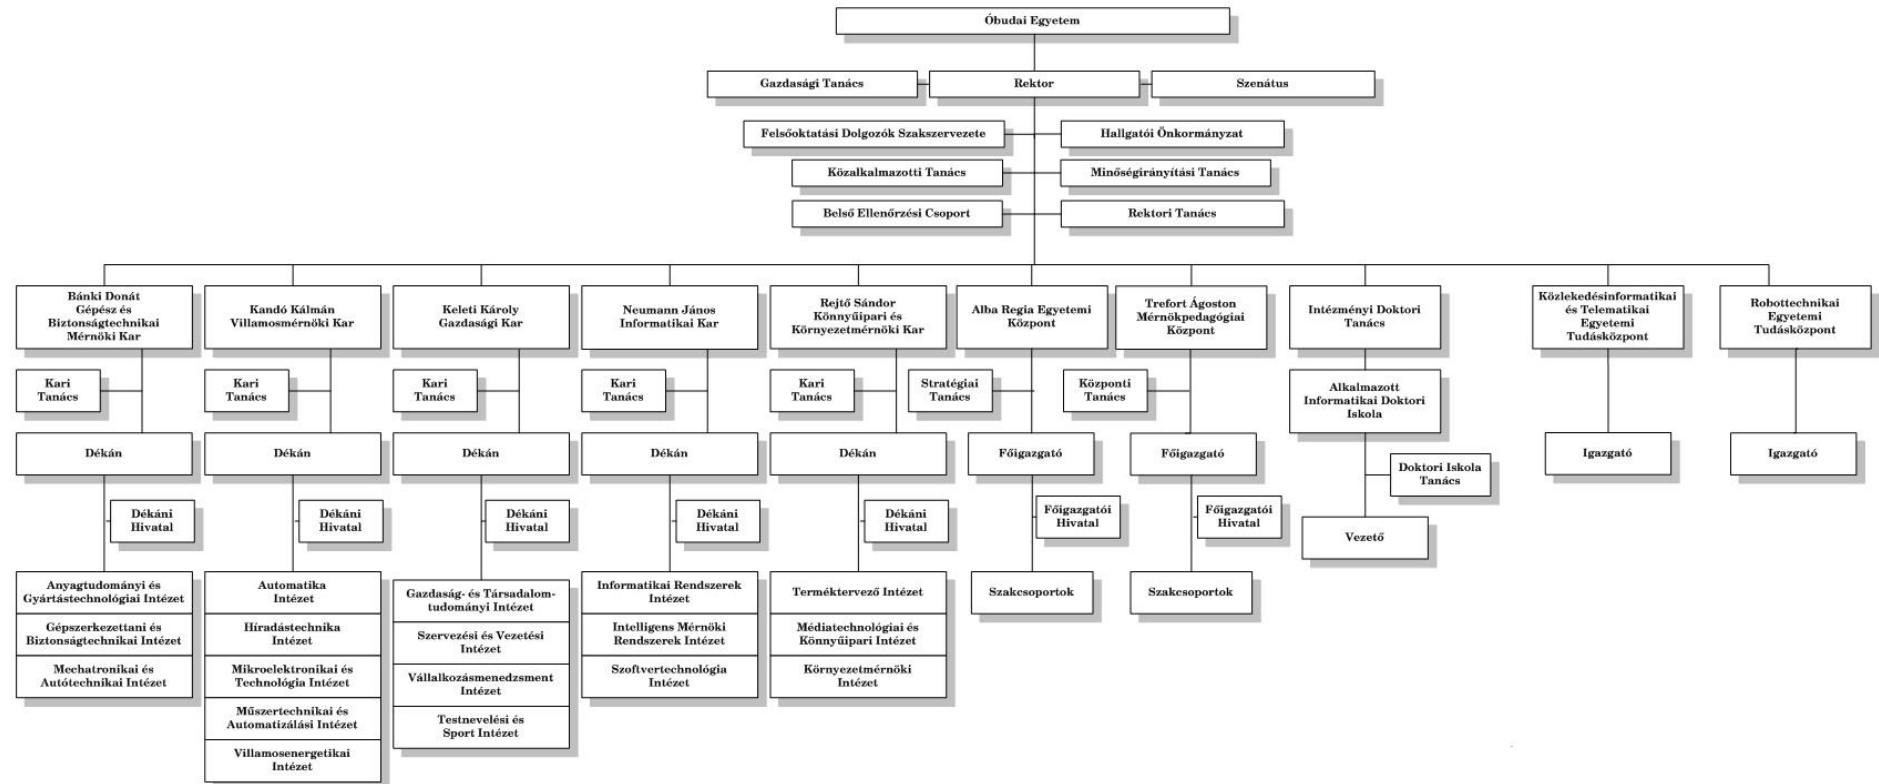 Óbudai Egyetem
Gazdasági Tanács
Rektor
Szenátus
Felsőoktatási Dolgozók Szakszervezete
Hallgatói Önkormányzat
Közalkalmazotti Tanács
Minőségirányítási Tanács
Belső Ellenőrzési Csoport
Rektori Tanács
Bánki Donát
Gépész és
Biztonságtechnikai
Mérnöki Kar
Kandó Kálmán
Villamosmérnöki Kar
Keleti Károly
Gazdasági Kar
Neumann János
Informatikai Kar
Rejtő Sándor
Könnyűipari és
Környezetmérnöki Kar
Alba Regia Egyetemi
Központ
Trefort Ágoston
Mérnökpedagógiai
Központ
Intézményi Doktori
Tanács
Közlekedésinformatikai
és Telematikai
Egyetemi
Tudásközpont
Robottechnikai
Egyetemi
Tudásközpont
Kari
Tanács
Kari
Tanács
Kari
Tanács
Kari
Tanács
Kari
Tanács
Stratégiai
Tanács
Központi
Tanács
Alkalmazott
Informatikai Doktori
Iskola
Dékán
Dékán
Dékán
Dékán
Dékán
Főigazgató
Főigazgató
Igazgató
Igazgató
Doktori Iskola
Tanács
Dékáni
Hivatal
Dékáni
Hivatal
Dékáni
Hivatal
Dékáni
Hivatal
Dékáni
Hivatal
Főigazgatói
Hivatal
Főigazgatói
Hivatal
Vezető
Anyagtudományi és
Gyártástechnológiai Intézet
Gépszerkezettani és
Biztonságtechnikai Intézet
Mechatronikai és
Autótechnikai Intézet
Automatika
Intézet
Híradástechnika
Intézet
Mikroelektronikai és
Technológia Intézet
Műszertechnikai és
Automatizálási Intézet
Villamosenergetikai
Intézet
Gazdaság- és Társadalom-
tudományi Intézet
Szervezési és Vezetési
Intézet
Vállalkozásmenedzsment
Intézet
Testnevelési és
Sport Intézet
Informatikai Rendszerek
Intézet
Intelligens Mérnöki
Rendszerek Intézet
Szoftvertechnológia
Intézet
Terméktervező Intézet
Médiatechnológiai és
Könnyűipari Intézet
Környezetmérnöki
Intézet
Szakcsoportok
Szakcsoportok